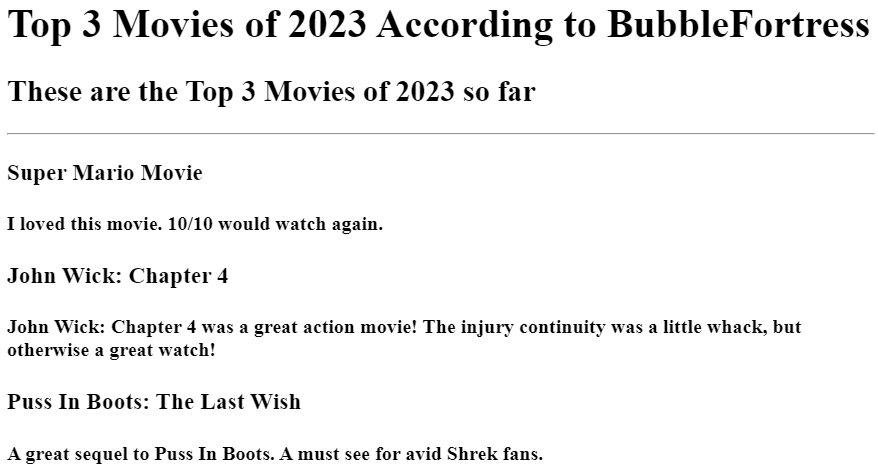 Top 3 Movies of 2023 According to BubbleFortress
These are the Top 3 Movies of 2023 so far
Super Mario Movie
I loved this movie. 10/10 would watch again.
John Wick: Chapter 4
John Wick: Chapter 4 was a great action movie! The injury continuity was a little whack, but
otherwise a great watch!
Puss In Boots: The Last Wish
A great sequel to Puss In Boots. A must see for avid Shrek fans.